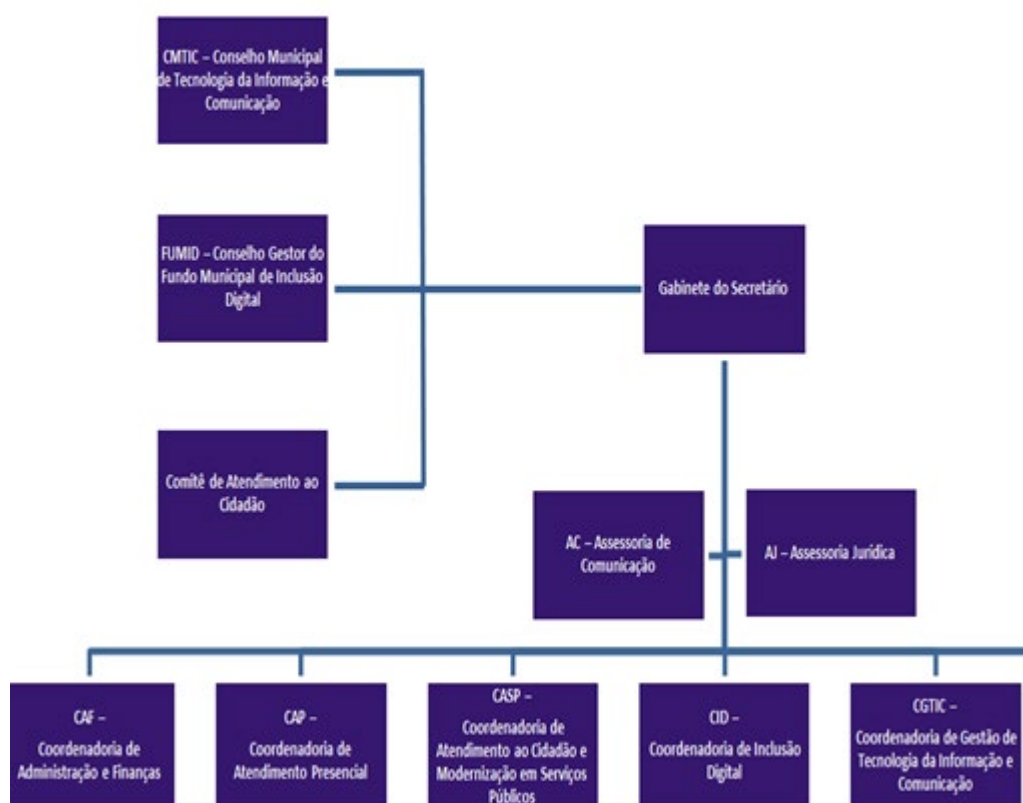 CMTIC – Conselho Municipal
de Tecnologia da Informação e
Comunicação
FUMID – Conselho Gestor do
Fundo Municipal de Inclusão
Digital
Gabinete do Secretário
Comitê de Atendimento ao
Cidadão
AC – Assessoria de
Comunicação
AJ – Assessoria Jurídica
CAF –
Coordenadoria de
Administração e Finanças
CAP –
Coordenadoria de
Atendimento Presencial
CASP –
Coordenadoria de
Atendimento ao Cidadão e
Modernização em Serviços
Públicos
CID –
Coordenadoria de Inclusão
Digital
CGTIC –
Coordenadoria de Gestão de
Tecnologia da Informação e
Comunicação